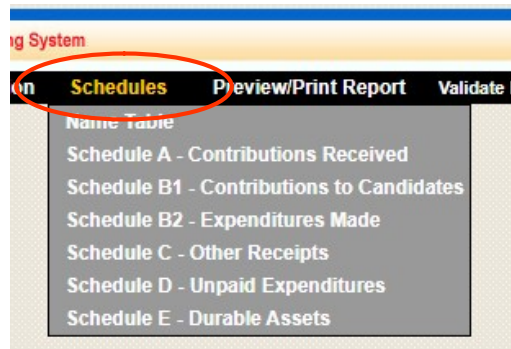 ng System
on Schedules Preview/Print Report Validate
Name Table
Schedule A - Contributions Received
Schedule B1 - Contributions to Candidates
Schedule B2 - Expenditures Made
Schedule C - Other Receipts
Schedule D - Unpaid Expenditures
Schedule E - Durable Assets